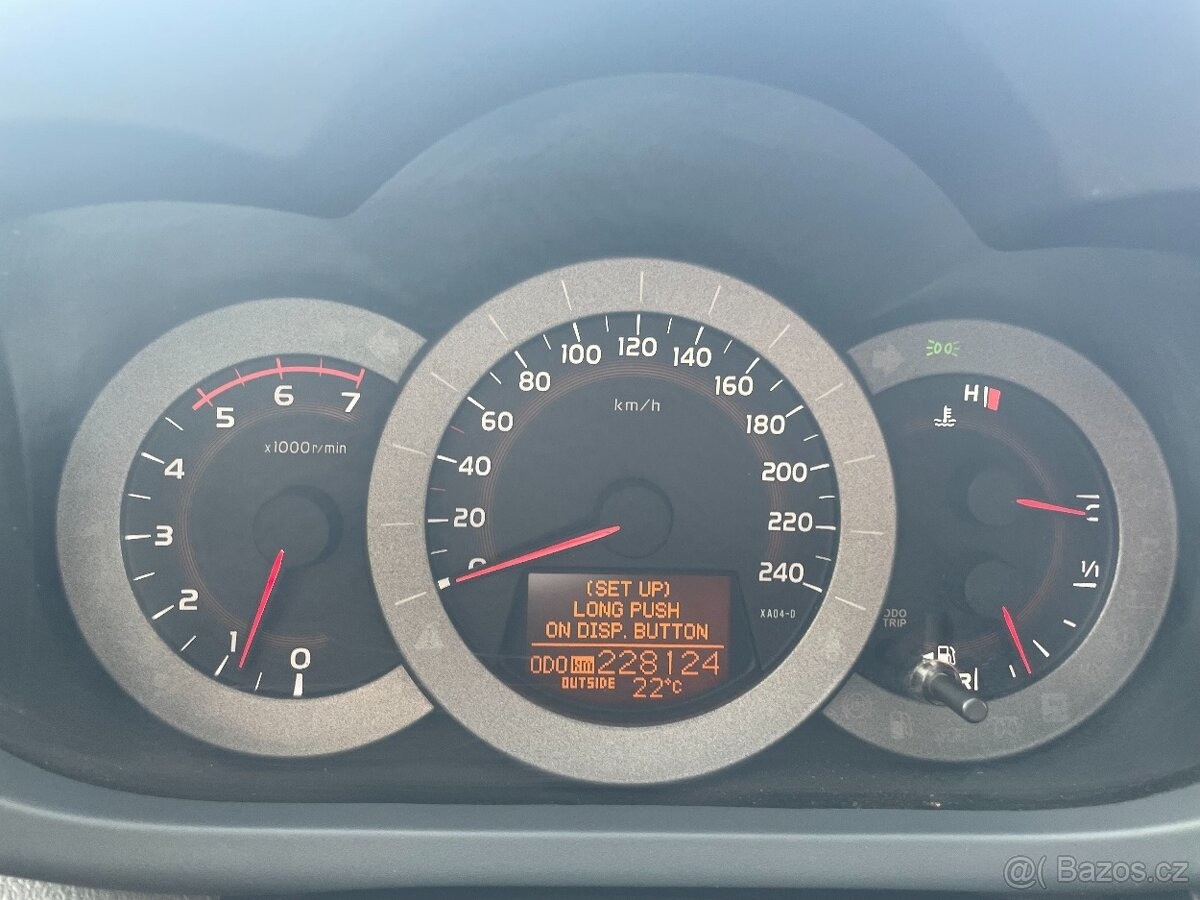 5 6 7
x1000r/min
4
3
2
1
0
100 120 140
80 160
60 180
40 200
20 220
0 240
km/h
XA04-D
(SET UP)
LONG PUSH
ON DISP. BUTTON
ODO km 228124
OUTSIDE 22°C
H
1/1
ODO
TRIP
R
@( Bazos.cz